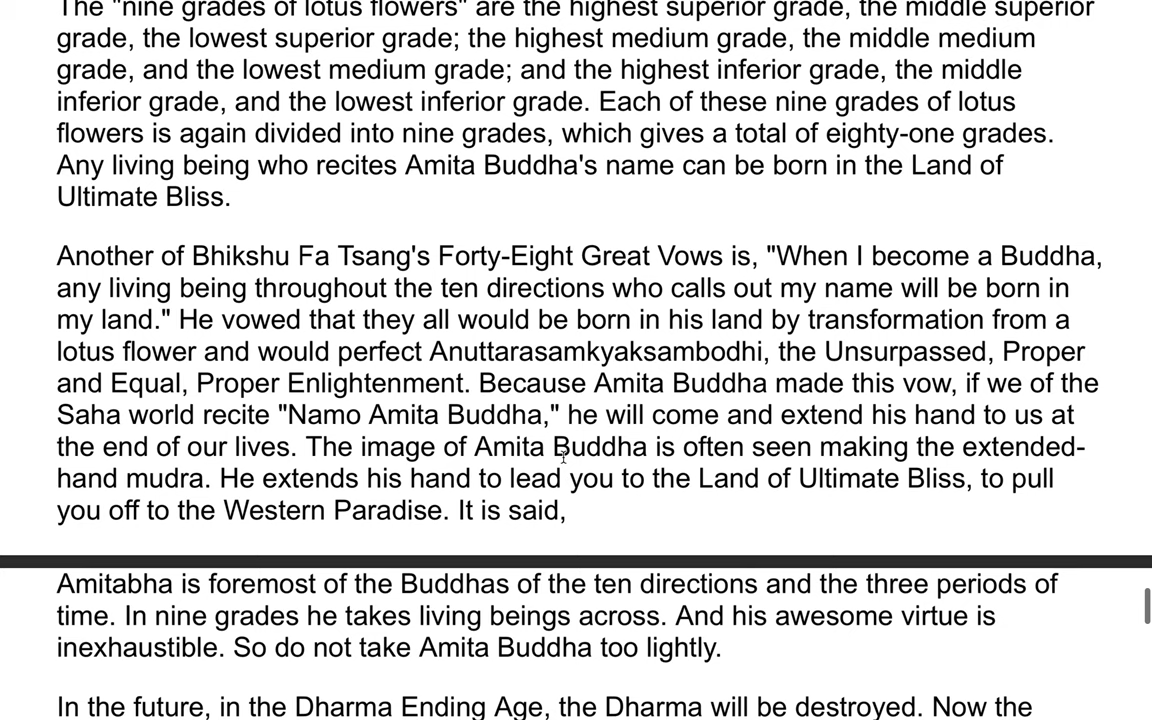 The "nine grades of lotus flowers" are the highest superior grade, the middle superior
grade, the lowest superior grade; the highest medium grade, the middle medium
grade, and the lowest medium grade; and the highest inferior grade, the middle
inferior grade, and the lowest inferior grade. Each of these nine grades of lotus
flowers is again divided into nine grades, which gives a total of eighty-one grades.
Any living being who recites Amita Buddha's name can be born in the Land of
Ultimate Bliss.
Another of Bhikshu Fa Tsang's Forty-Eight Great Vows is, "When I become a Buddha,
any living being throughout the ten directions who calls out my name will be born in
my land." He vowed that they all would be born in his land by transformation from a
lotus flower and would perfect Anuttarasamkyaksambodhi, the Unsurpassed, Proper
and Equal, Proper Enlightenment. Because Amita Buddha made this vow, if we of the
Saha world recite "Namo Amita Buddha," he will come and extend his hand to us at
the end of our lives. The image of Amita Buddha is often seen making the extended-
hand mudra. He extends his hand to lead you to the Land of Ultimate Bliss, to pull
you off to the Western Paradise. It is said,
Amitabha is foremost of the Buddhas of the ten directions and the three periods of
time. In nine grades he takes living beings across. And his awesome virtue is
inexhaustible. So do not take Amita Buddha too lightly.
In the future, in the Dharma Ending Age, the Dharma will be destroyed. Now the